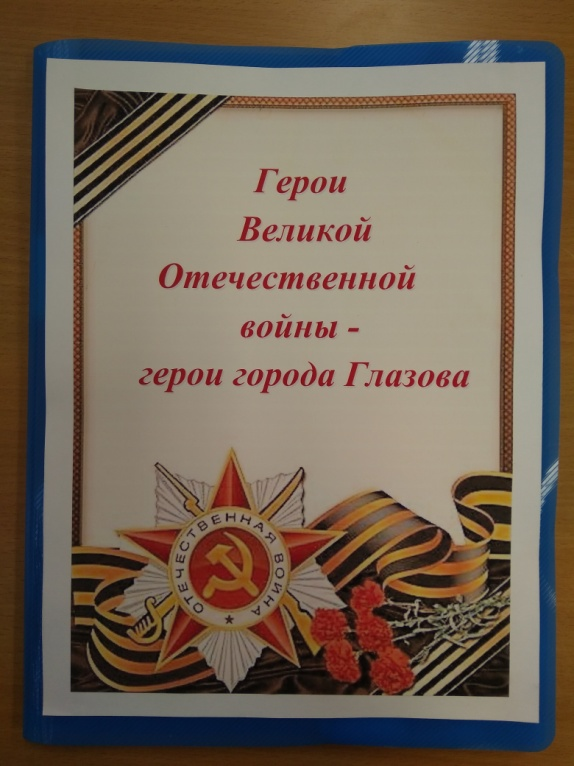 Герои
Великой
Отечественной
войны -
герои города Глазова
ОТЕЧЕСТВЕННАЯ ВОЙНА